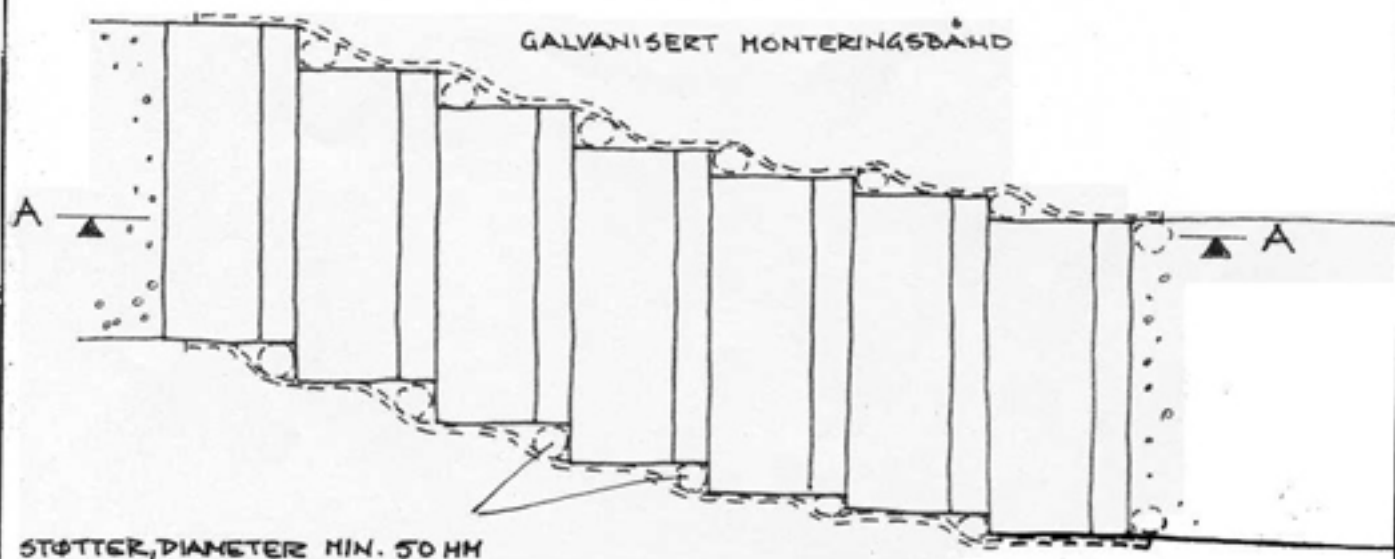 GALVANISERT MONTERINGSBÅND
A
A
STØTTER, DIAMETER MIN. 50 MM